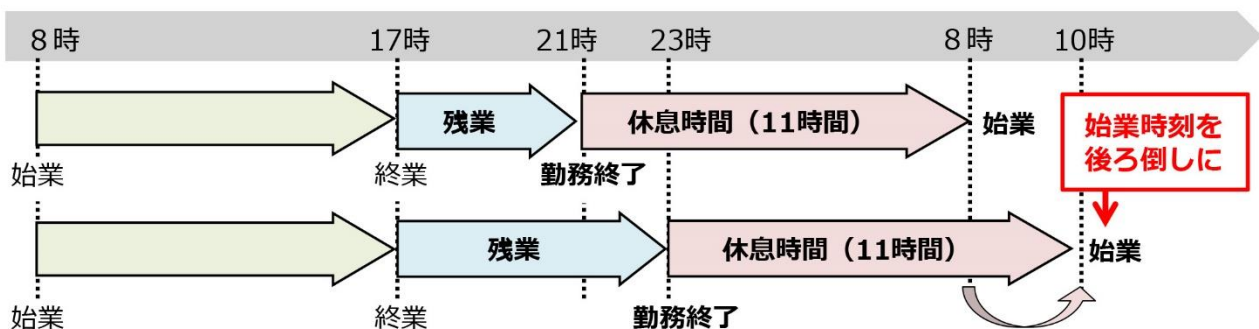 8時 17時 21時 23時 8時 10時
残業 休息時間（11時間） 始業
始業時刻を
後ろ倒しに
始業 終業 勤務終了
残業 休息時間（11時間） 始業
始業 終業 勤務終了